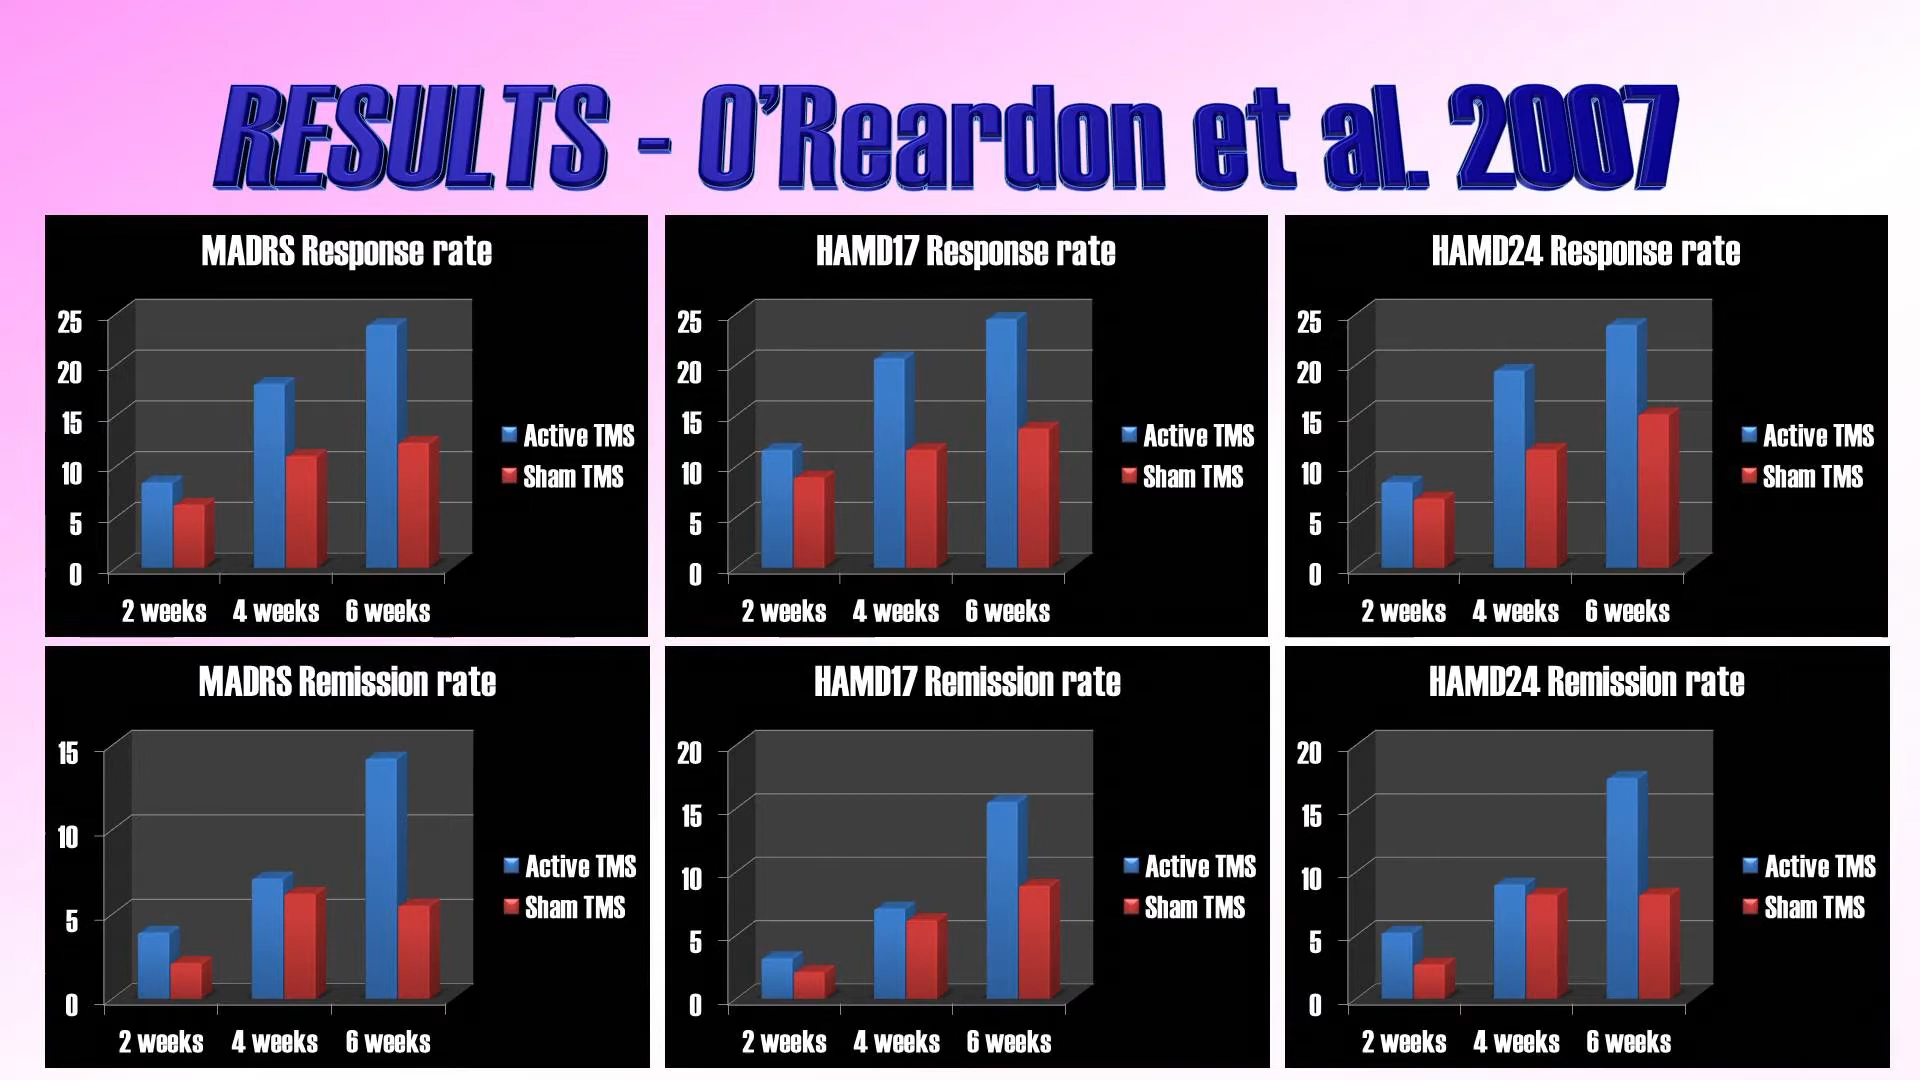 RESULTS - O'Reardon et al. 2007
MADRS Response rate
25
20
15
10
5
0
2 weeks 4 weeks 6 weeks
Active TMS
Sham TMS
HAMD17 Response rate
25
20
15
10
5
0
2 weeks 4 weeks 6 weeks
Active TMS
Sham TMS
HAMD24 Response rate
25
20
15
10
5
0
2 weeks 4 weeks 6 weeks
Active TMS
Sham TMS
MADRS Remission rate
15
10
5
0
2 weeks 4 weeks 6 weeks
Active TMS
Sham TMS
HAMD17 Remission rate
20
15
10
5
0
2 weeks 4 weeks 6 weeks
Active TMS
Sham TMS
HAMD24 Remission rate
20
15
10
5
0
2 weeks 4 weeks 6 weeks
Active TMS
Sham TMS